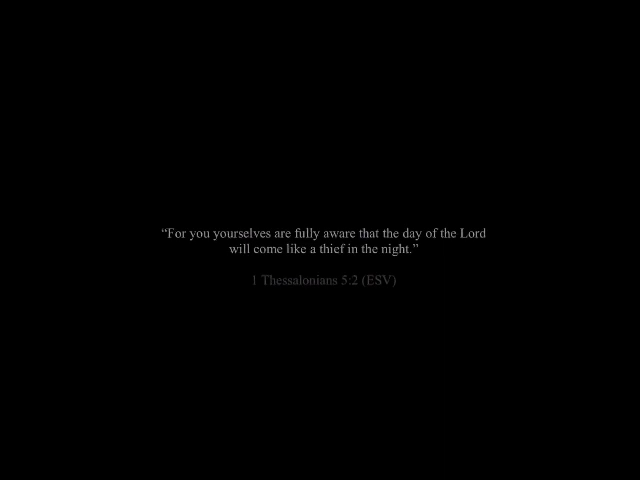 “For you yourselves are fully aware that the day of the Lord
will come like a thief in the night.”
1 Thessalonians 5:2 (ESV)